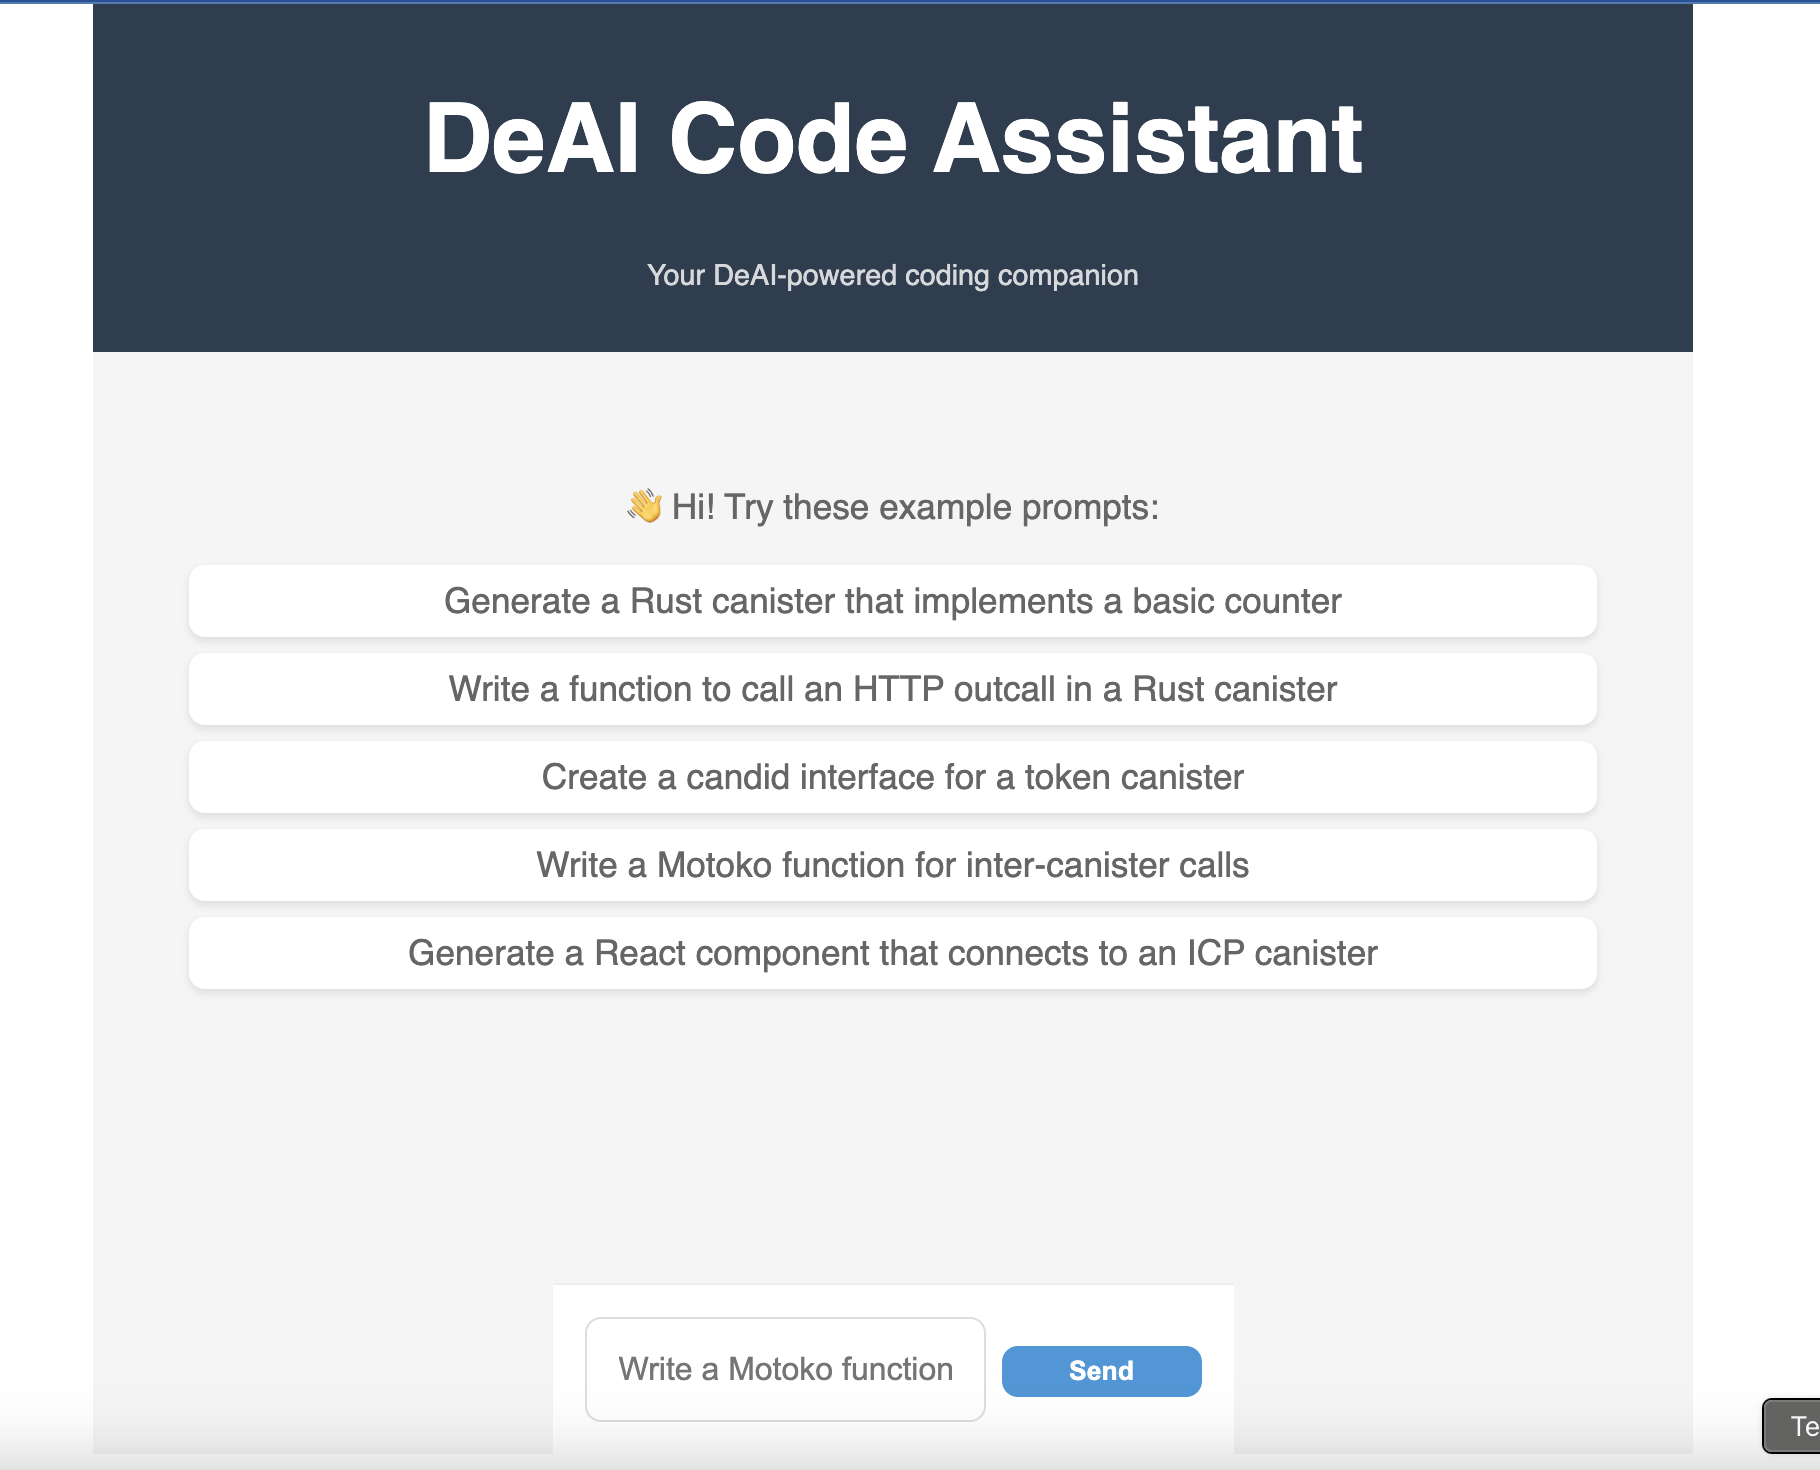 DeAI Code Assistant
Your DeAI-powered coding companion
👋 Hi! Try these example prompts:
Generate a Rust canister that implements a basic counter
Write a function to call an HTTP outcall in a Rust canister
Create a candid interface for a token canister
Write a Motoko function for inter-canister calls
Generate a React component that connects to an ICP canister
Write a Motoko function
Send